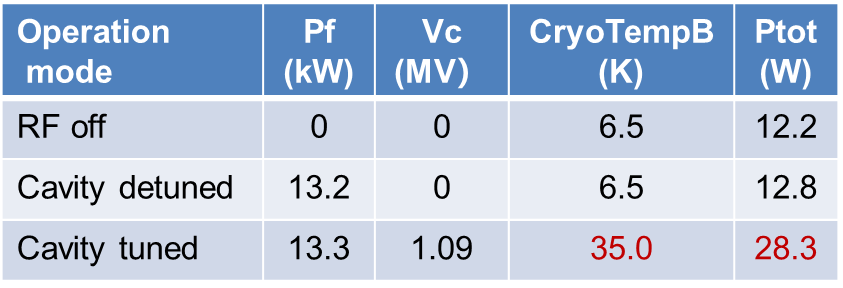 Operation mode Pf (kW) Vc (MV) CryoTempB (K) Ptot (W)
RF off 0 0 6.5 12.2
Cavity detuned 13.2 0 6.5 12.8
Cavity tuned 13.3 1.09 35.0 28.3